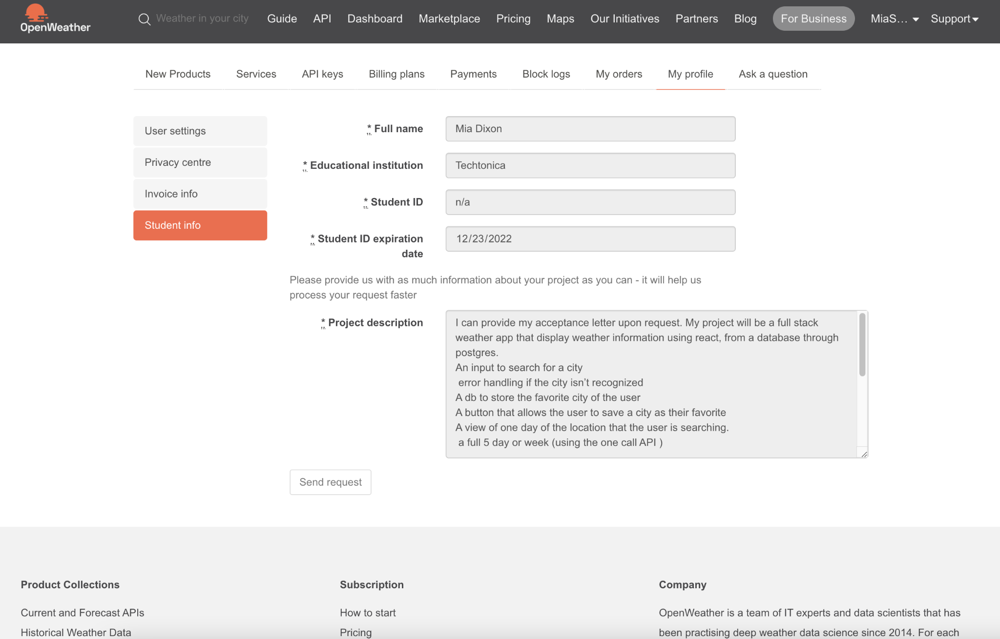 OpenWeather
Weather in your city
Guide
API
Dashboard
Marketplace
Pricing
Maps
Our Initiatives
Partners
Blog
For Business
MiaS...
Support
New Products
Services
API keys
Billing plans
Payments
Block logs
My orders
My profile
Ask a question
User settings
Privacy centre
Invoice info
Student info
* Full name
Mia Dixon
* Educational institution
Techtonica
* Student ID
n/a
* Student ID expiration
date
12/23/2022
Please provide us with as much information about your project as you can - it will help us
process your request faster
* Project description
I can provide my acceptance letter upon request. My project will be a full stack
weather app that display weather information using react, from a database through
postgres.
An input to search for a city
error handling if the city isn’t recognized
A db to store the favorite city of the user
A button that allows the user to save a city as their favorite
A view of one day of the location that the user is searching.
a full 5 day or week (using the one call API )
Send request
Product Collections
Current and Forecast APIs
Historical Weather Data
Subscription
How to start
Pricing
Company
OpenWeather is a team of IT experts and data scientists that has
been practising deep weather data science since 2014. For each